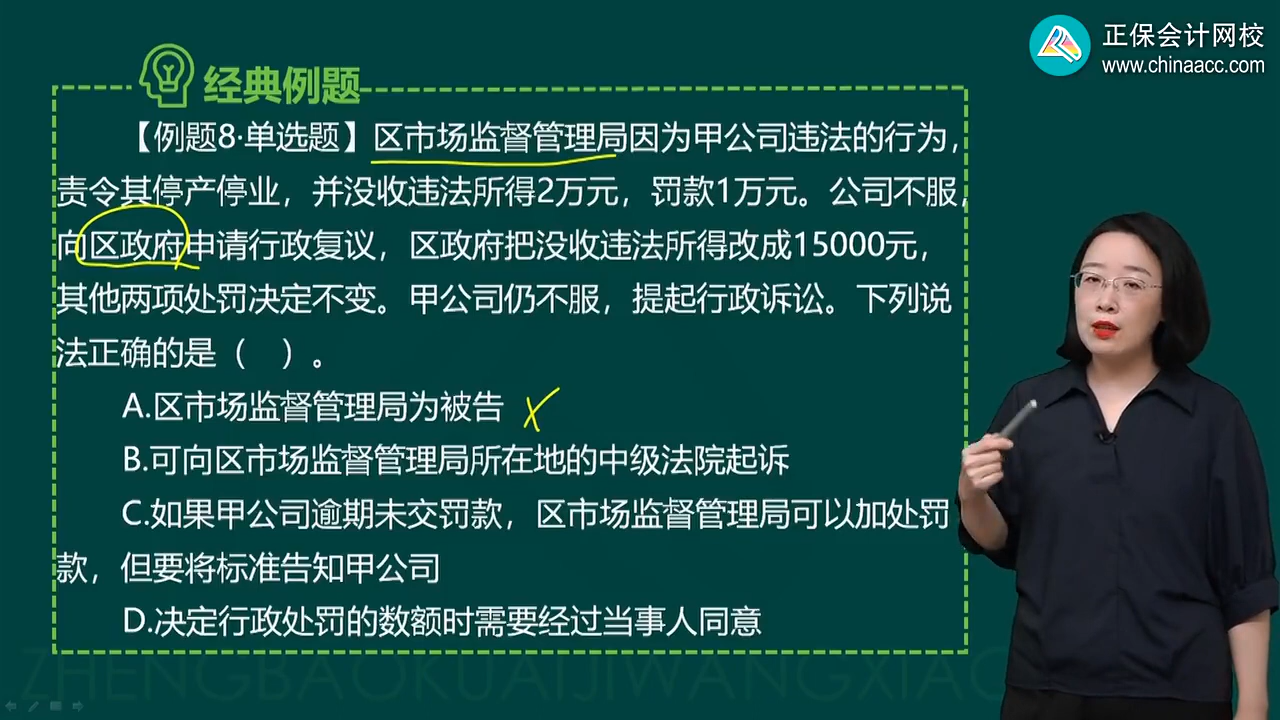 正保会计网校
www.chinaacc.com
经典例题
【例题8·单选题】区市场监督管理局因为甲公司违法的行为，
责令其停产停业，并没收违法所得2万元，罚款1万元。公司不服，
向区政府申请行政复议，区政府把没收违法所得改成15000元，
其他两项处罚决定不变。甲公司仍不服，提起行政诉讼。下列说
法正确的是（ ）。
A.区市场监督管理局为被告
B.可向区市场监督管理局所在地的中级法院起诉
C.如果甲公司逾期未交罚款，区市场监督管理局可以加处罚
款，但要将标准告知甲公司
D.决定行政处罚的数额时需要经过当事人同意
ZHENGBAOKUAIJIWANGXIAO